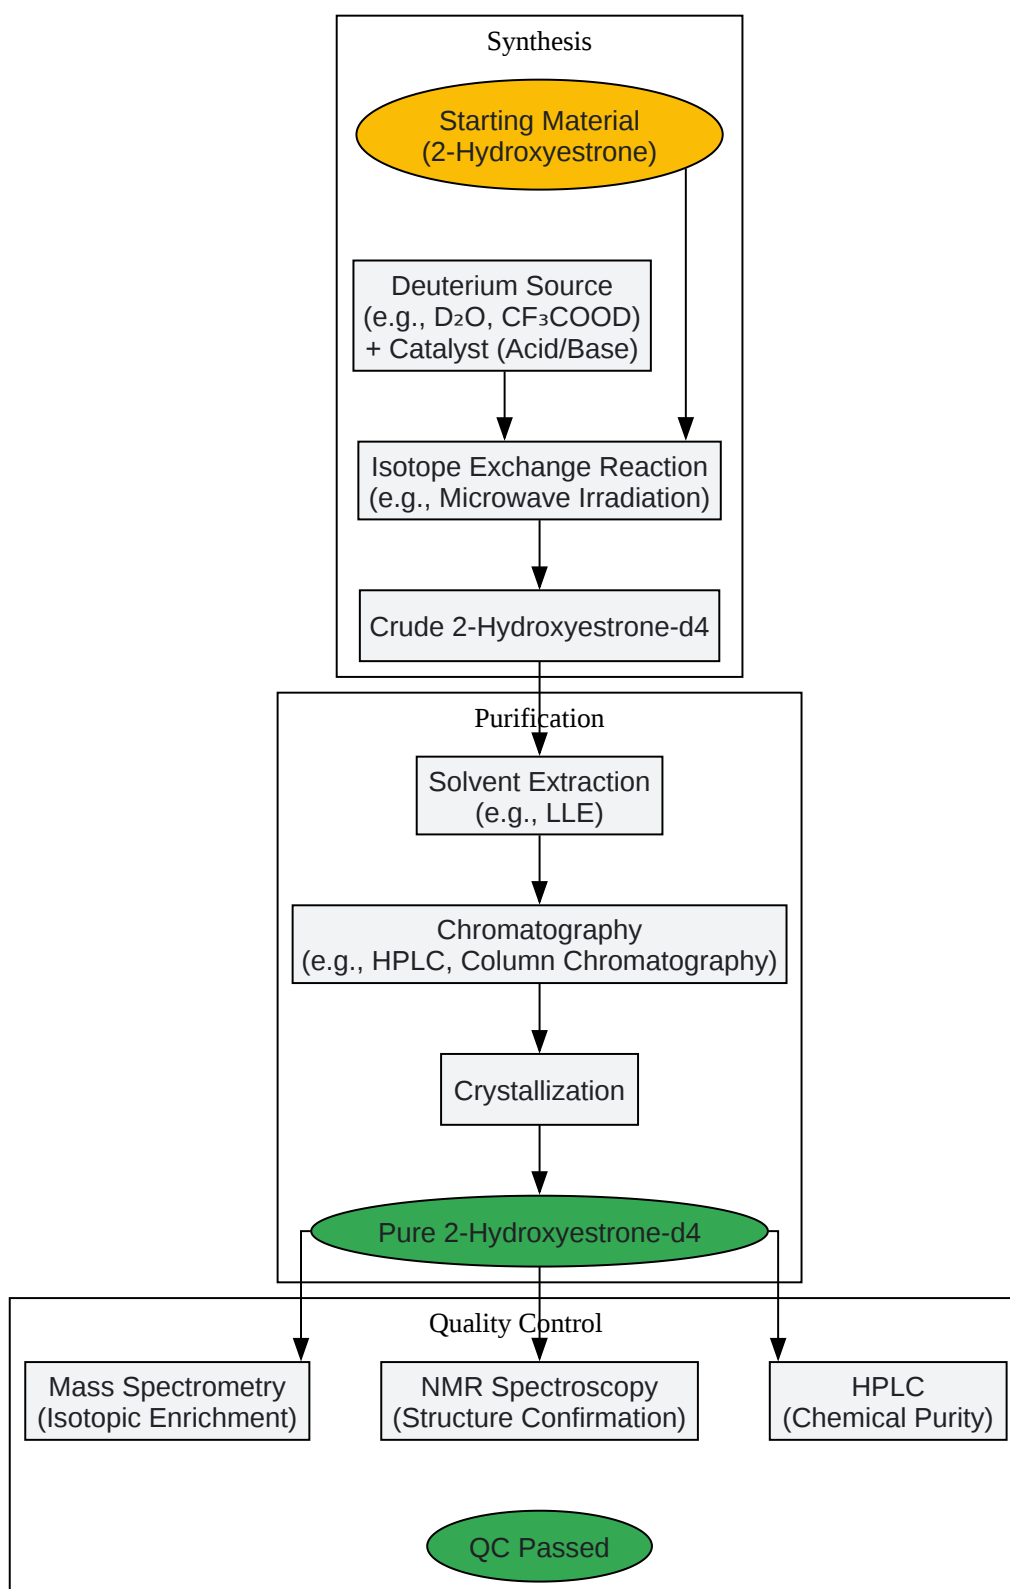 Synthesis
Starting Material
(2-Hydroxyestrone)
Deuterium Source
(e.g., D₂O, CF₃COOD)
+ Catalyst (Acid/Base)
Isotope Exchange Reaction
(e.g., Microwave Irradiation)
Crude 2-Hydroxyestrone-d4
Purification
Solvent Extraction
(e.g., LLE)
Chromatography
(e.g., HPLC, Column Chromatography)
Crystallization
Pure 2-Hydroxyestrone-d4
Quality Control
Mass Spectrometry
(Isotopic Enrichment)
NMR Spectroscopy
(Structure Confirmation)
HPLC
(Chemical Purity)
QC Passed